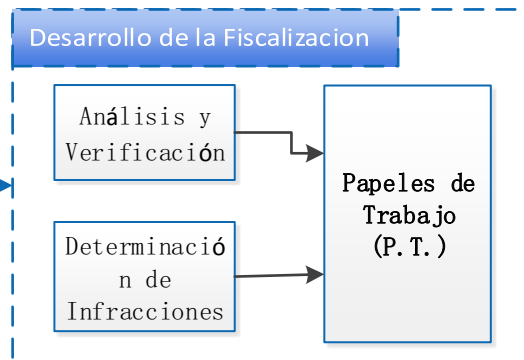 Desarrollo de la Fiscalizacion
Análisis y
Verificación
Determinació
n de
Infracciones
Papeles de
Trabajo
(P.T.)